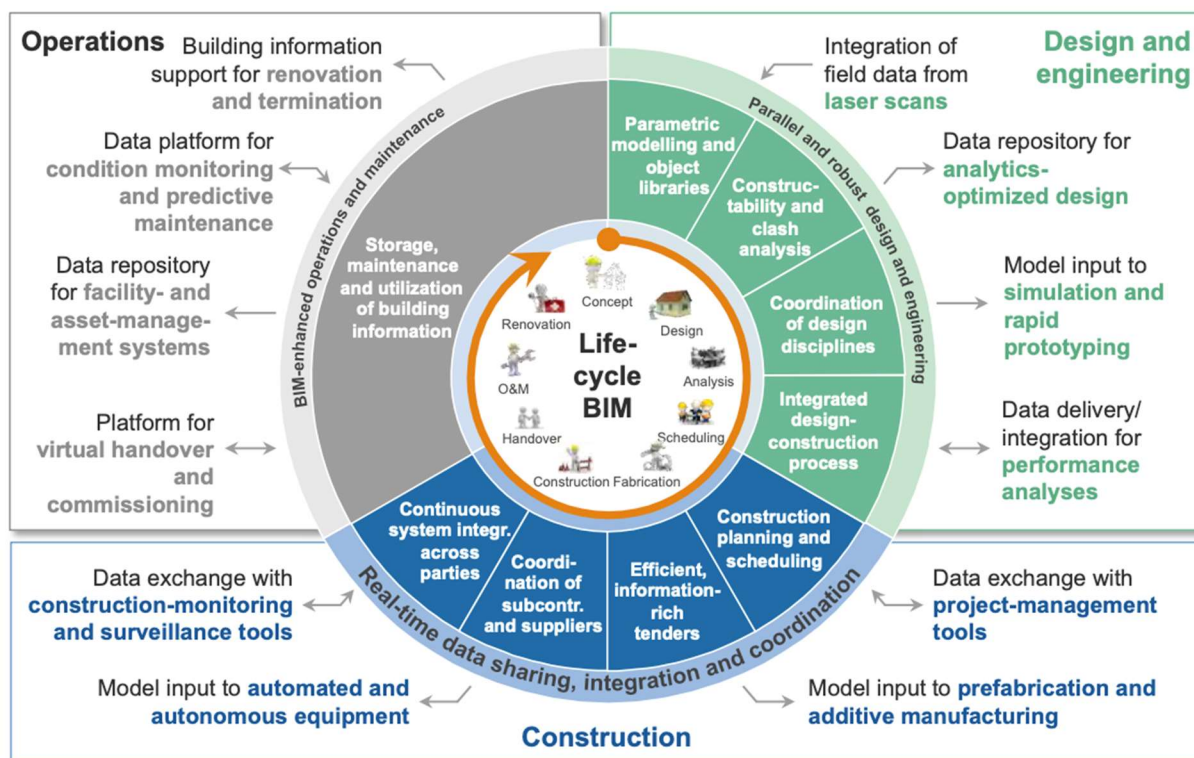 Operations
Building information
support for renovation
and termination
Data platform for
condition monitoring
and predictive
maintenance
Data repository
for facility- and
asset-manage-
ment systems
Platform for
virtual handover
and
commissioning
BIM-enhanced operations and maintenance
Storage,
maintenance
and utilization
of building
information
Design and
engineering
Integration of
field data from
laser scans
Data repository for
analytics-
optimized design
Model input to
simulation and
rapid
prototyping
Data delivery/
integration for
performance
analyses
Parallel and robust design and engineering
Parametric
modelling and
object
libraries
Construc-
tability and
clash
analysis
Coordination
of design
disciplines
Integrated
design-
construction
process
Life-
cycle
BIM
Concept
Design
Analysis
Scheduling
Fabrication
Construction
Handover
O&M
Renovation
Construction
planning and
scheduling
Efficient,
information-
rich
tenders
Coordi-
nation of
subcontr.
and suppliers
Continuous
system integr.
across
parties
Real-time data sharing, integration and coordination
Data exchange with
construction-monitoring
and surveillance tools
Model input to automated and
autonomous equipment
Data exchange with
project-management
tools
Model input to prefabrication and
additive manufacturing
Construction